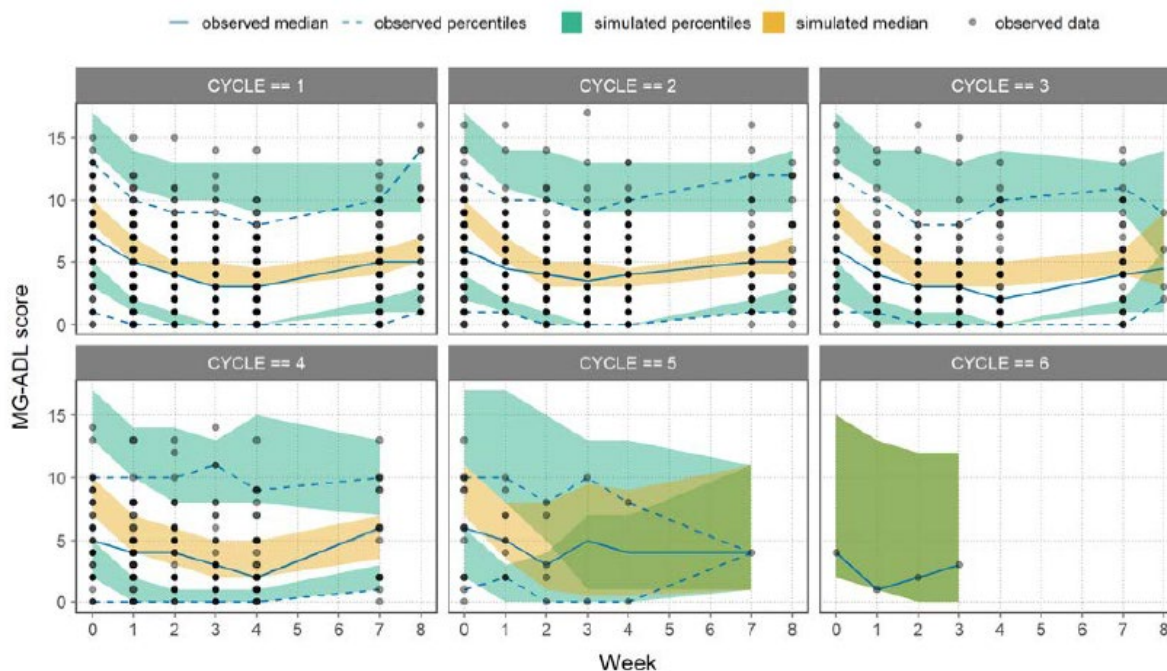 observed median observed percentiles simulated percentiles simulated median observed data
CYCLE == 1 CYCLE == 2 CYCLE == 3
15
10
5
0
CYCLE == 4 CYCLE == 5 CYCLE == 6
15
10
5
0
0 1 2 3 4 5 6 7 8 0 1 2 3 4 5 6 7 8 0 1 2 3 4 5 6 7 8
MG-ADL score
Week